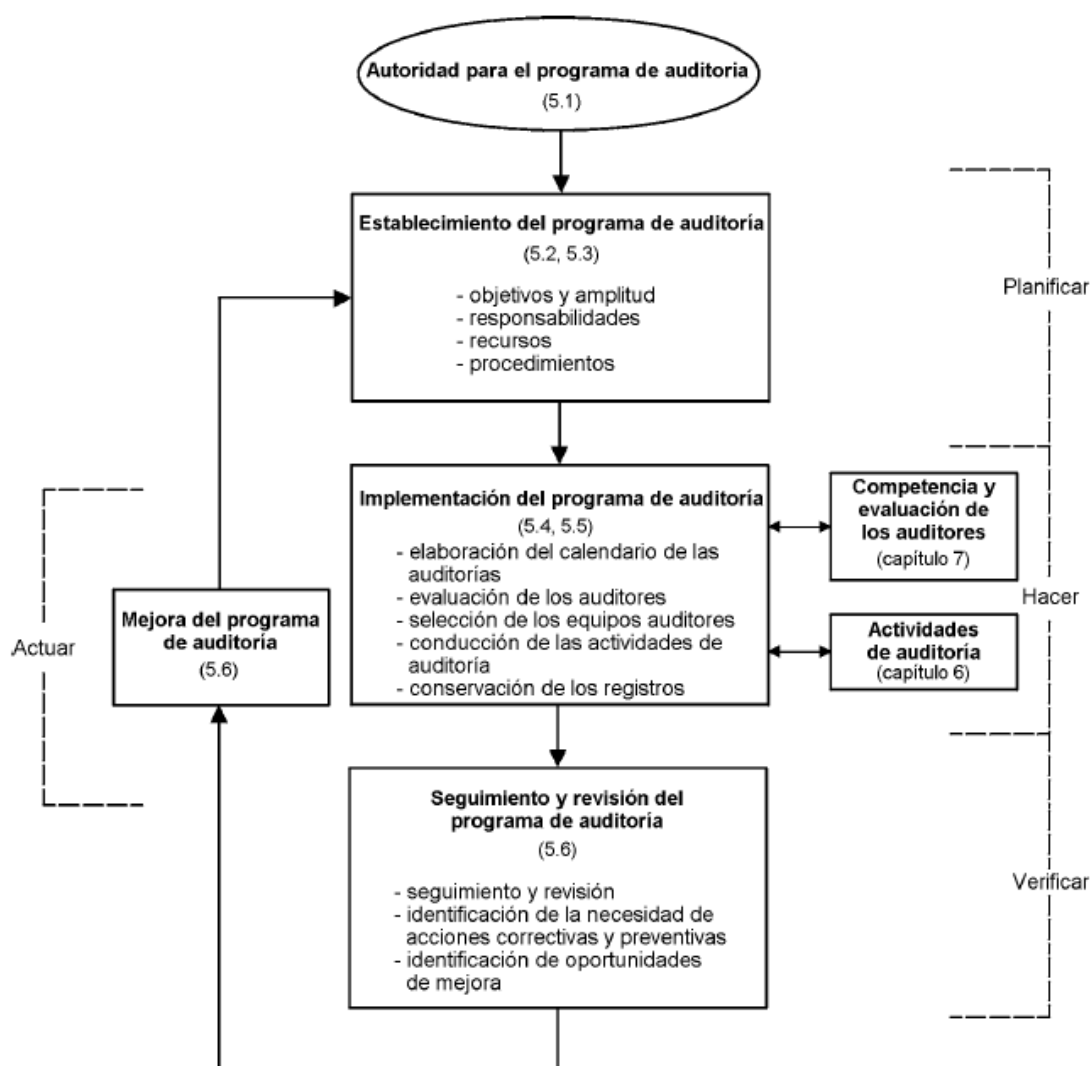 Autoridad para el programa de auditoria
(5.1)
Establecimiento del programa de auditoría
(5.2, 5.3)
- objetivos y amplitud
- responsabilidades
- recursos
- procedimientos
Planificar
Implementación del programa de auditoría
(5.4, 5.5)
- elaboración del calendario de las
auditorías
- evaluación de los auditores
- selección de los equipos auditores
- conducción de las actividades de
auditoría
- conservación de los registros
Competencia y
evaluación de
los auditores
(capítulo 7)
Hacer
Actividades
de auditoría
(capítulo 6)
Actuar
Mejora del programa
de auditoría
(5.6)
Seguimiento y revisión del
programa de auditoría
(5.6)
- seguimiento y revisión
- identificación de la necesidad de
acciones correctivas y preventivas
- identificación de oportunidades
de mejora
Verificar